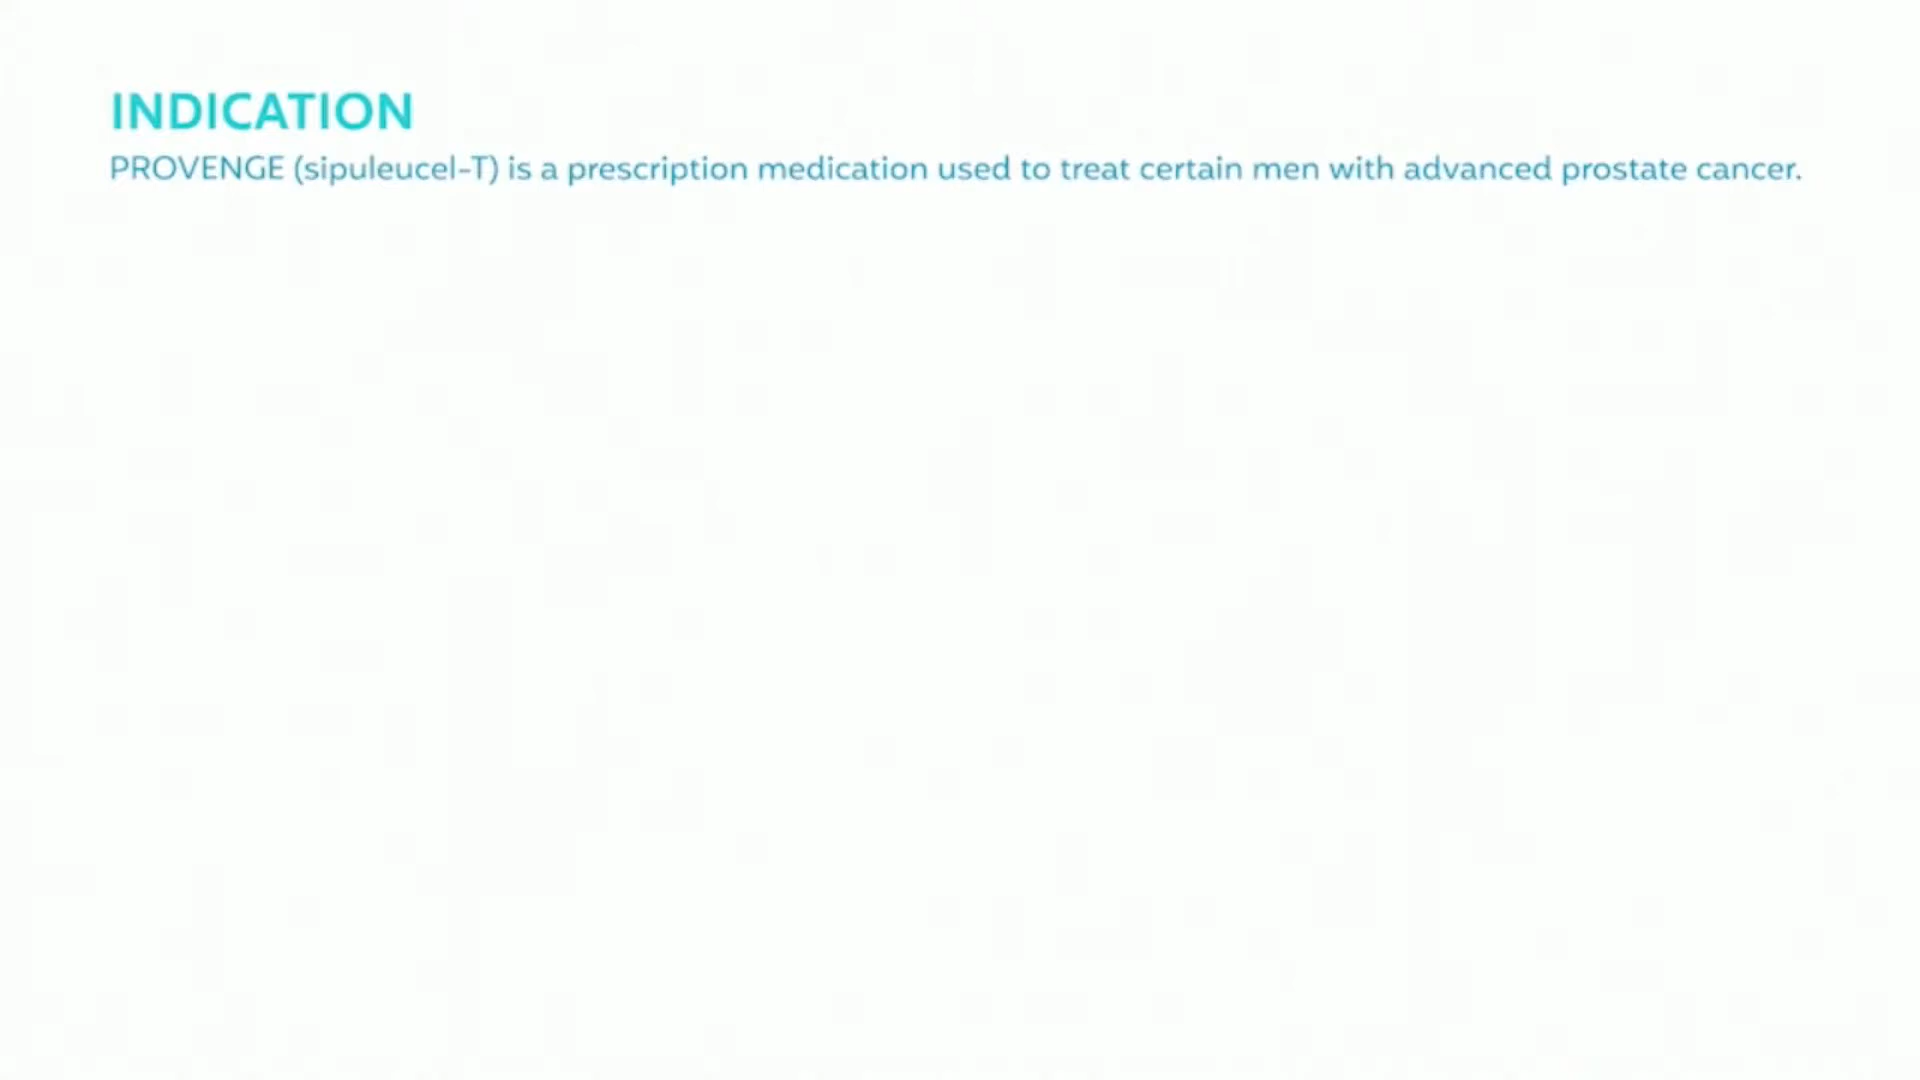 INDICATION
PROVENGE (sipuleucel-T) is a prescription medication used to treat certain men with advanced prostate cancer.